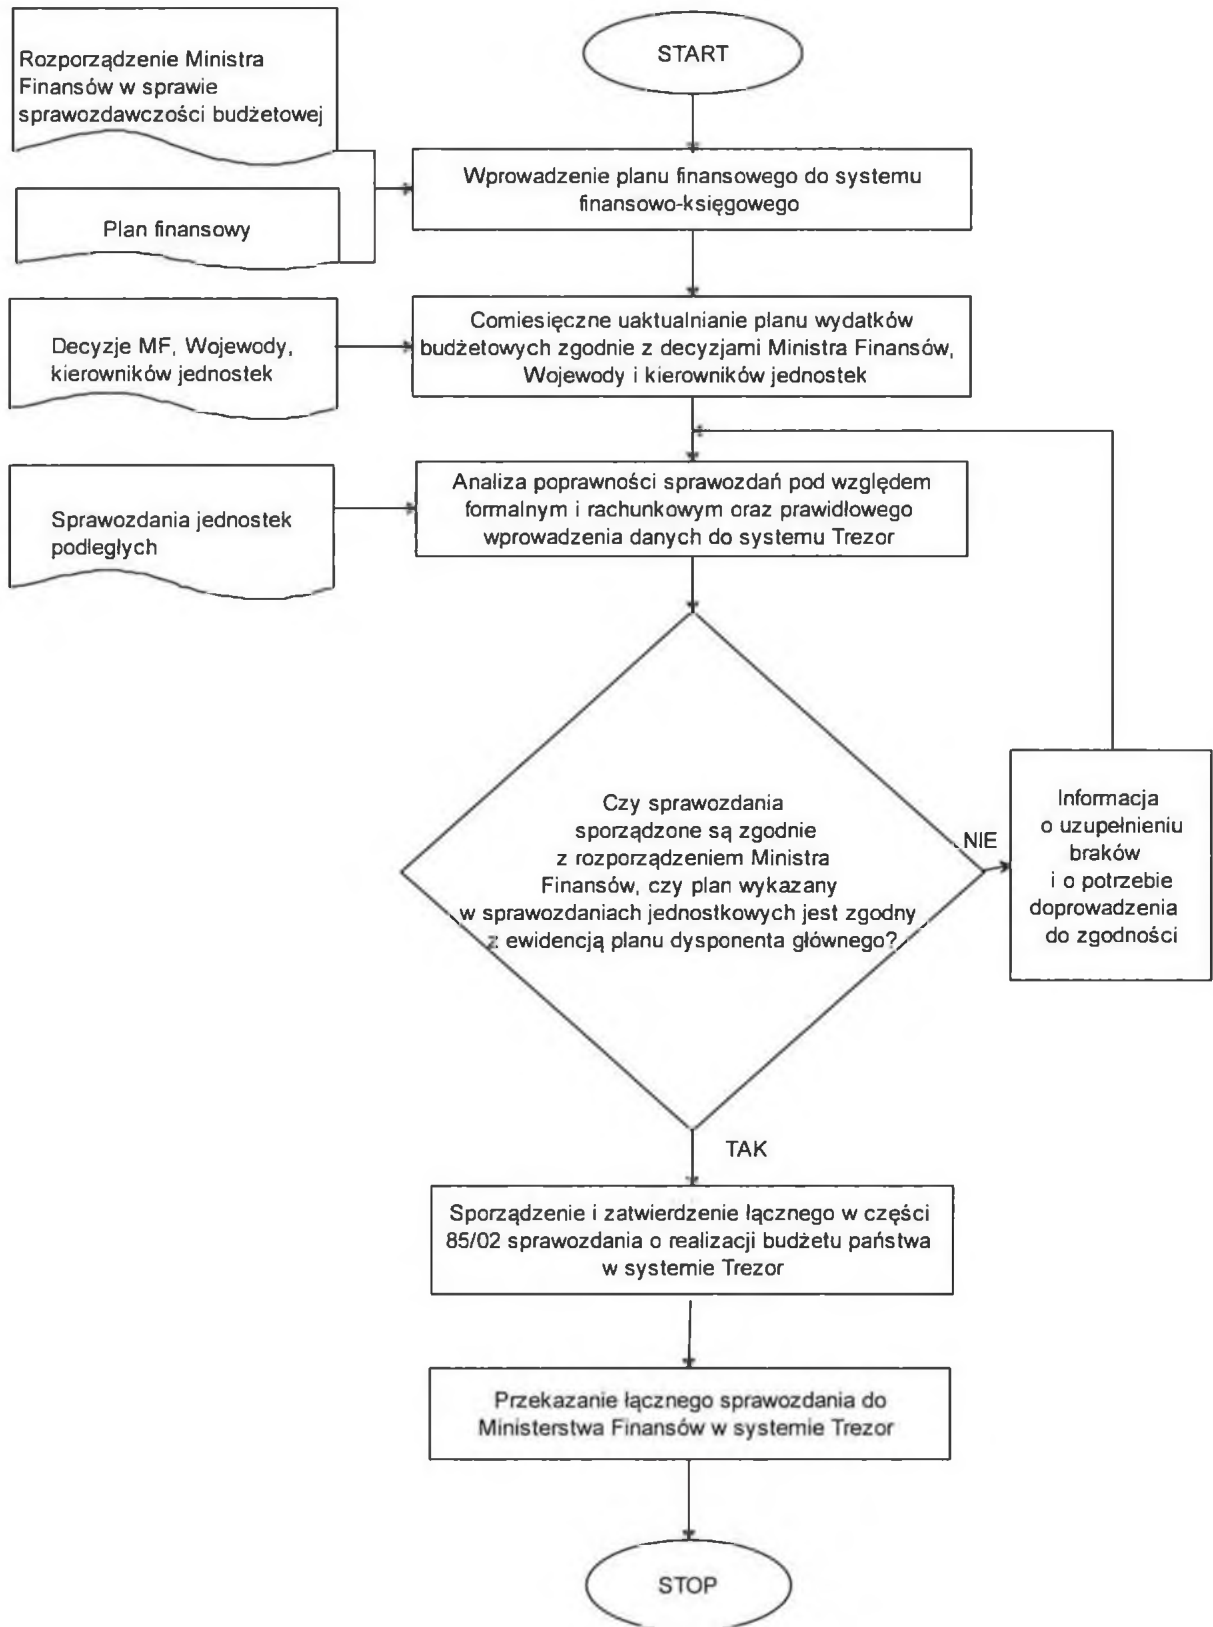 Rozporządzenie Ministra
Finansów w sprawie
sprawozdawczości budżetowej
START
Wprowadzenie planu finansowego do systemu
finansowo-księgowego
Plan finansowy
Comiesięczne uaktualnianie planu wydatków
budżetowych zgodnie z decyzjami Ministra Finansów,
Wojewody i kierowników jednostek
Decyzje MF, Wojewody,
kierowników jednostek
Analiza poprawności sprawozdań pod względem
formalnym i rachunkowym oraz prawidłowego
wprowadzenia danych do systemu Trezor
Sprawozdania jednostek
podległych
Czy sprawozdania
sporządzone są zgodnie
z rozporządzeniem Ministra
Finansów, czy plan wykazany
w sprawozdaniach jednostkowych jest zgodny
z ewidencją planu dysponenta głównego?
NIE
Informacja
o uzupełnieniu
braków
i o potrzebie
doprowadzenia
do zgodności
TAK
Sporządzenie i zatwierdzenie łącznego w części
85/02 sprawozdania o realizacji budżetu państwa
w systemie Trezor
Przekazanie łącznego sprawozdania do
Ministerstwa Finansów w systemie Trezor
STOP